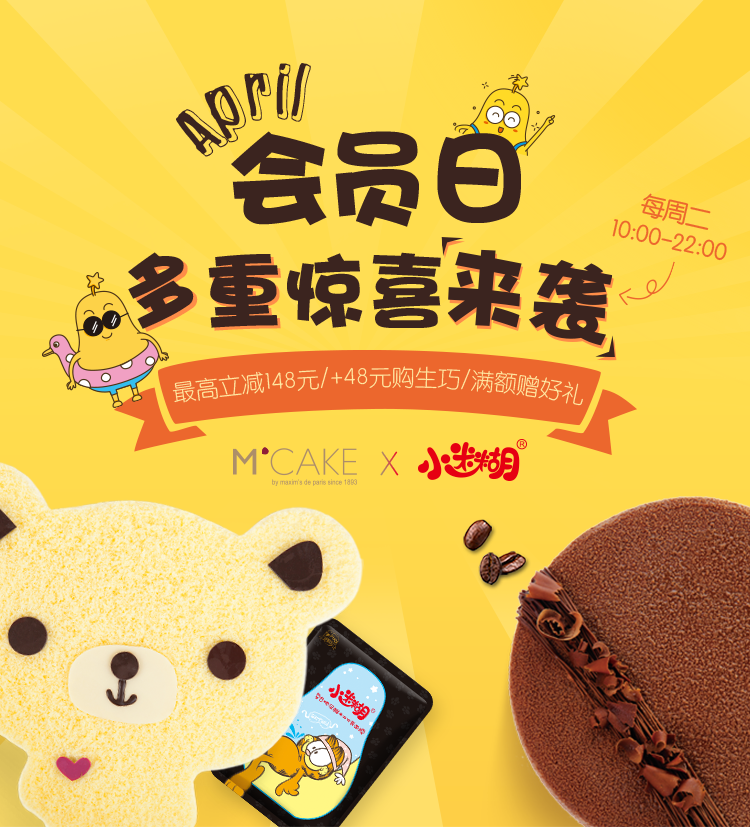 April
会员日
每周二
10:00-22:00
多重惊喜「来袲」
最高立减148元/+48元购生巧/满额赠好礼
M'CAKE X 小迷糊®
by maxim's de paris since 1893
小迷糊®